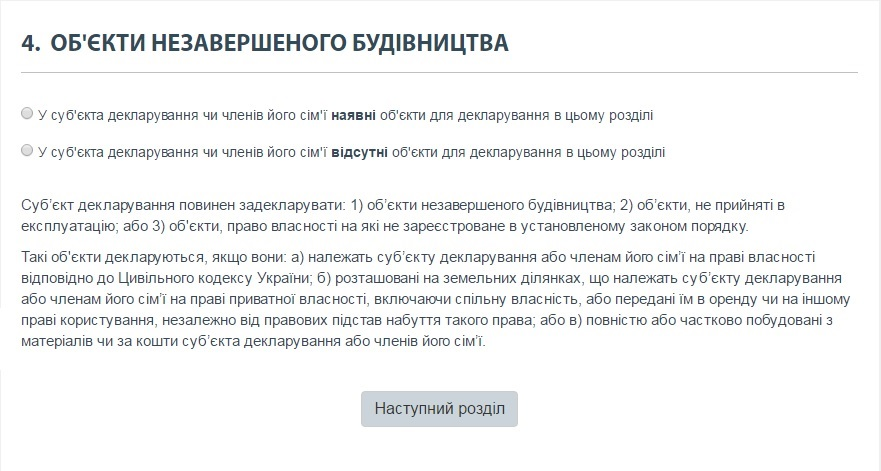 4. ОБ'ЄКТИ НЕЗАВЕРШЕНОГО БУДІВНИЦТВА
У суб'єкта декларування чи членів його сім'ї наявні об'єкти для декларування в цьому розділі
У суб'єкта декларування чи членів його сім'ї відсутні об'єкти для декларування в цьому розділі
Суб’єкт декларування повинен задекларувати: 1) об’єкти незавершеного будівництва; 2) об’єкти, не прийняті в
експлуатацію; або 3) об'єкти, право власності на які не зареєстроване в установленому законом порядку.
Такі об'єкти декларуються, якщо вони: а) належать суб’єкту декларування або членам його сім’ї на праві власності
відповідно до Цивільного кодексу України; б) розташовані на земельних ділянках, що належать суб’єкту декларування
або членам його сім’ї на праві приватної власності, включаючи спільну власність, або передані їм в оренду чи на іншому
праві користування, незалежно від правових підстав набуття такого права; або в) повністю або частково побудовані з
матеріалів чи за кошти суб’єкта декларування або членів його сім’ї.
Наступний розділ